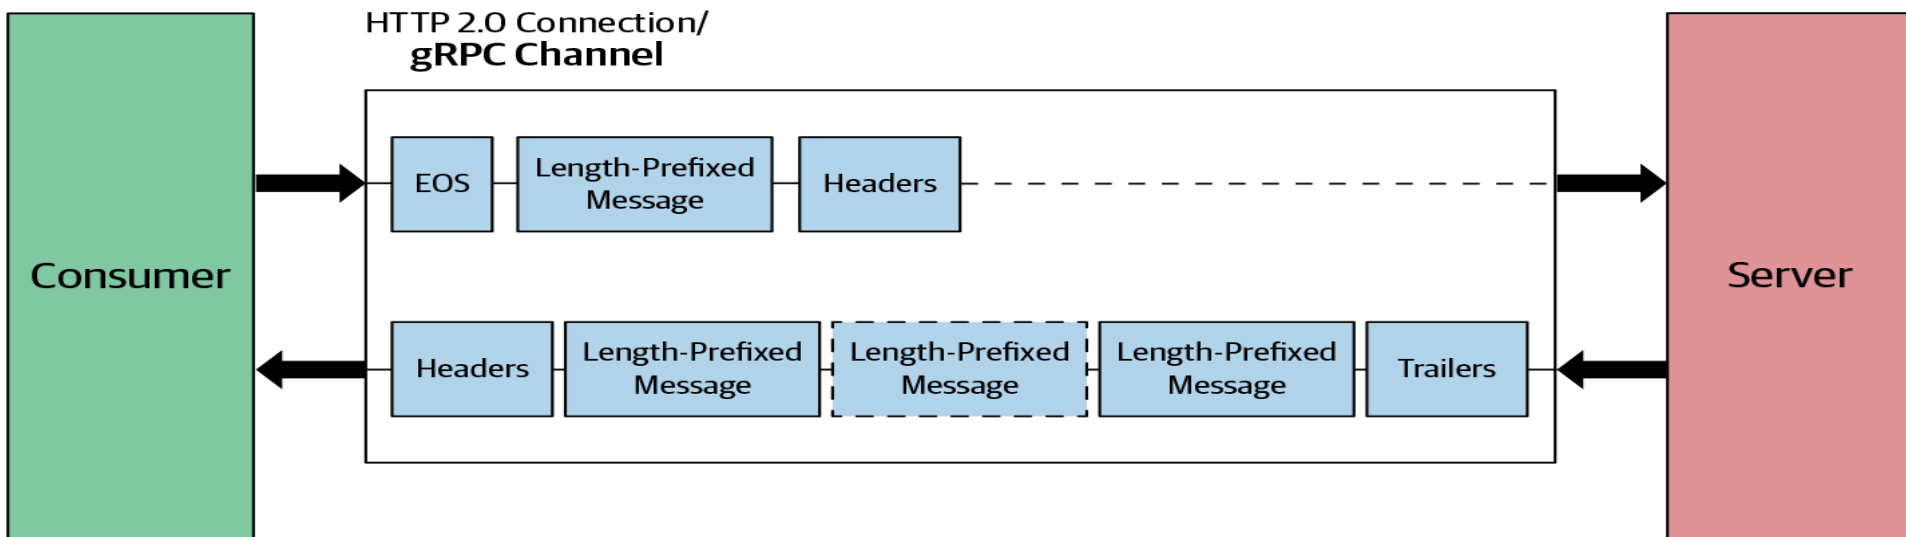 HTTP 2.0 Connection/
gRPC Channel
Consumer
EOS
Length-Prefixed
Message
Headers
Server
Headers
Length-Prefixed
Message
Length-Prefixed
Message
Length-Prefixed
Message
Trailers